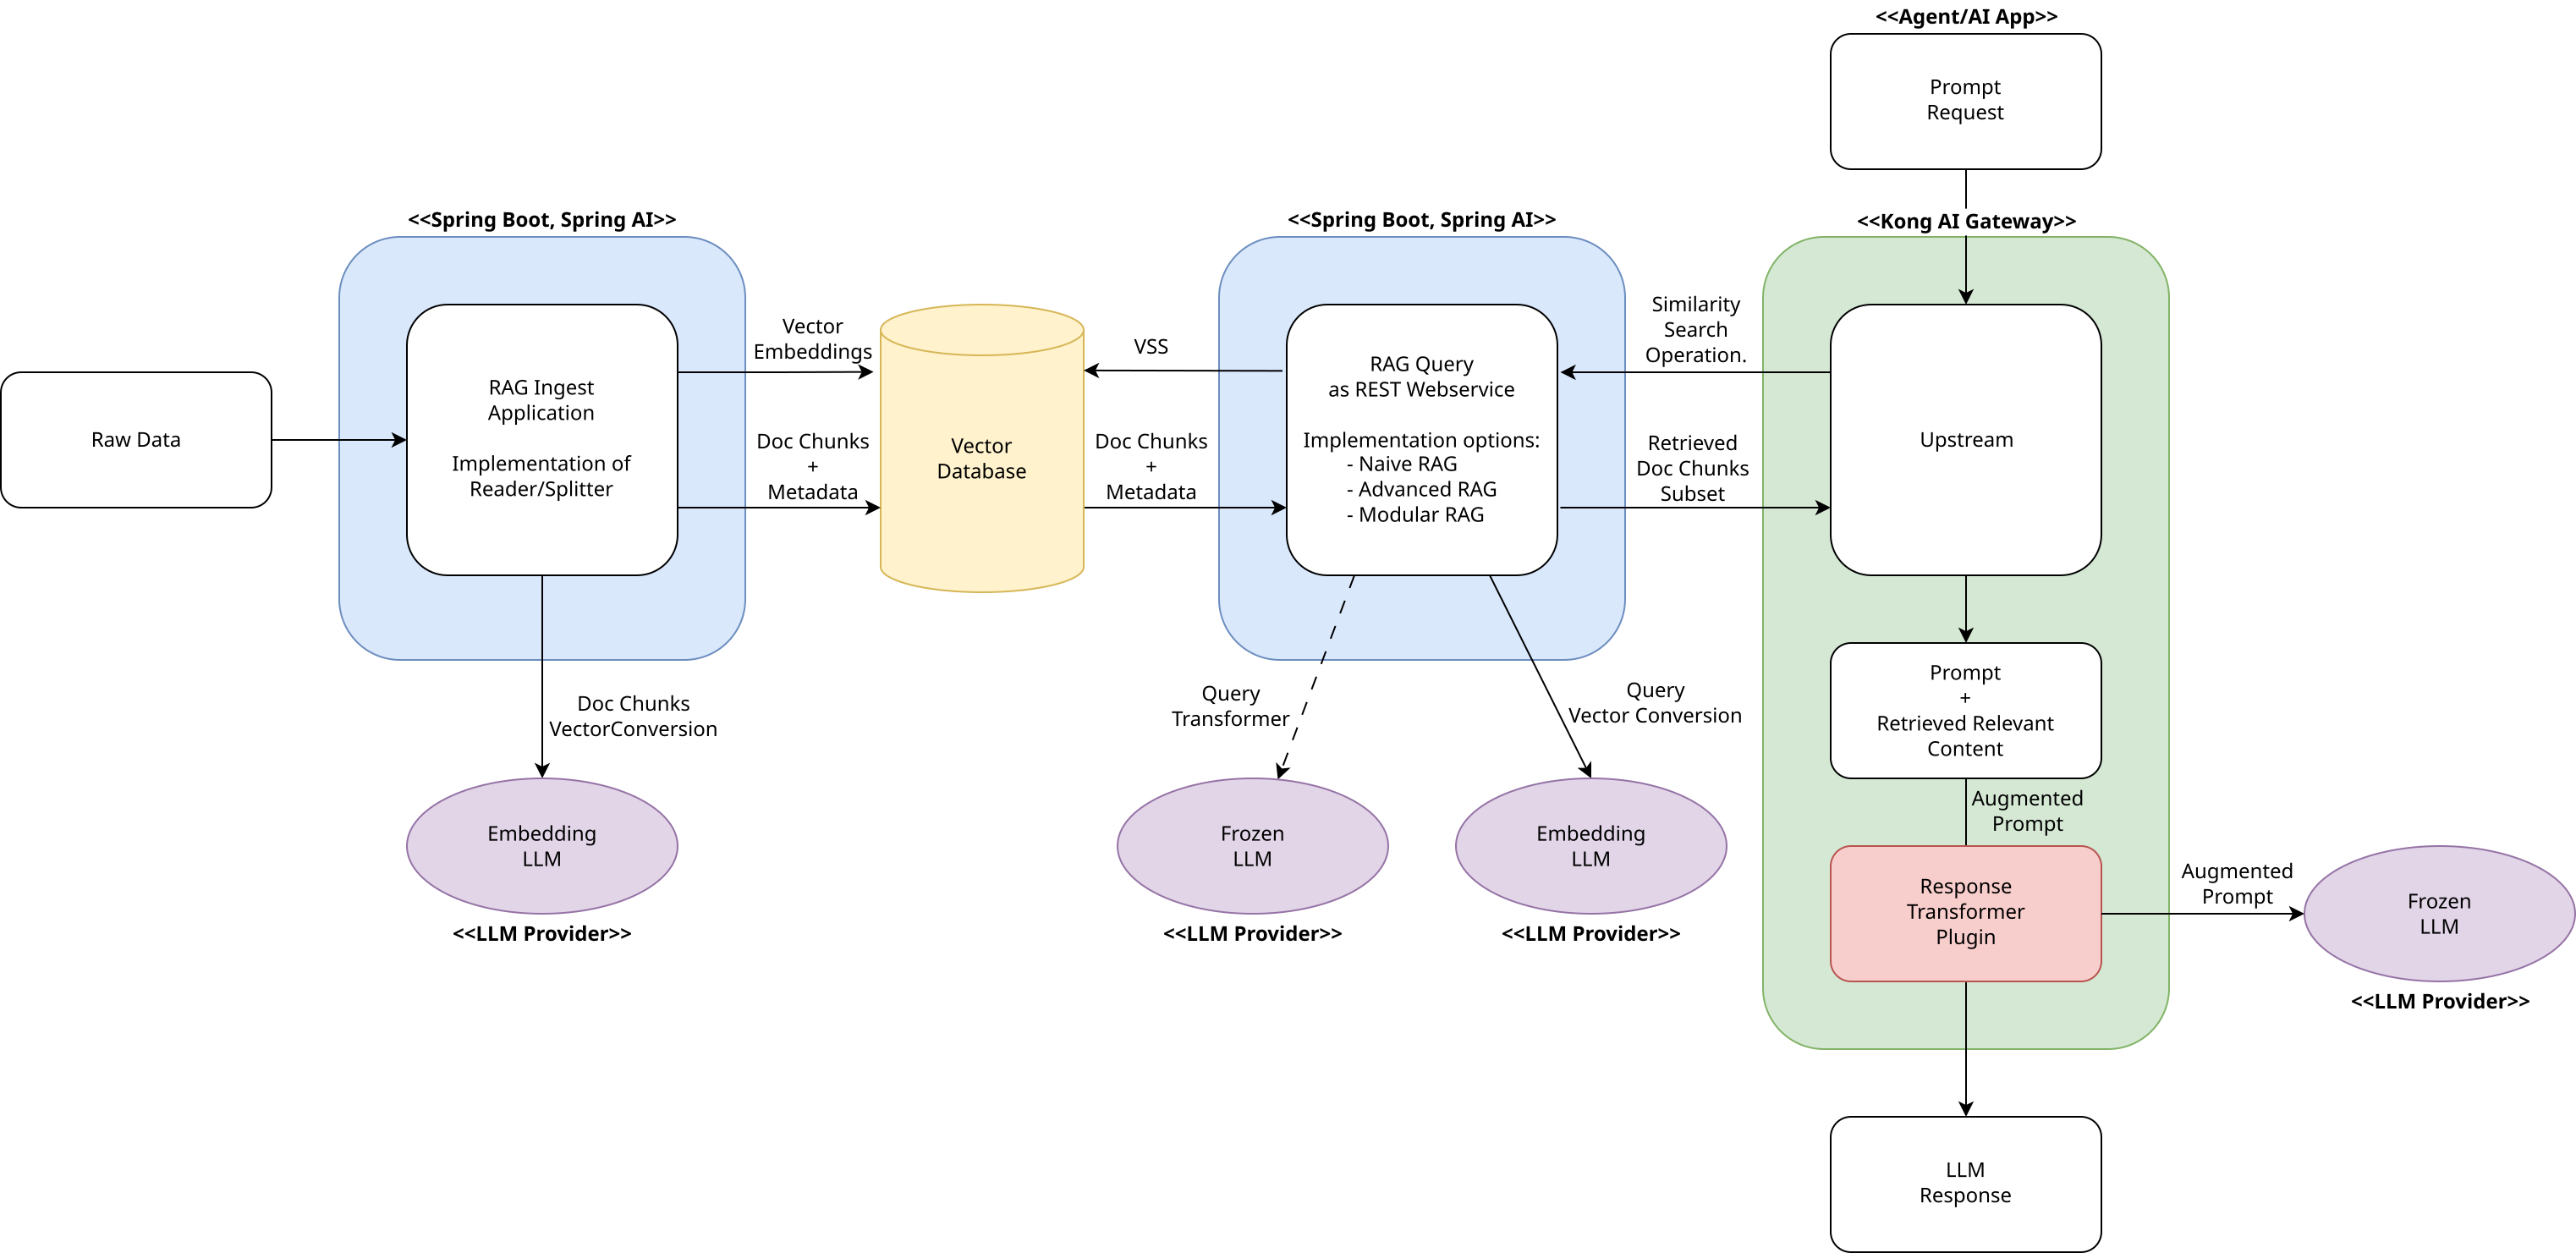 <<Agent/AI App>>
Prompt
Request
<<Spring Boot, Spring AI>>
<<Spring Boot, Spring AI>>
<<Kong AI Gateway>>
Raw Data
RAG Ingest
Application
Implementation of
Reader/Splitter
Vector
Embeddings
Doc Chunks
+
Metadata
Vector
Database
VSS
Doc Chunks
+
Metadata
RAG Query
as REST Webservice
Implementation options:
- Naive RAG
- Advanced RAG
- Modular RAG
Similarity
Search
Operation.
Retrieved
Doc Chunks
Subset
Upstream
Doc Chunks
VectorConversion
Query
Transformer
Query
Vector Conversion
Prompt
+
Retrieved Relevant
Content
Augmented
Prompt
Embedding
LLM
<<LLM Provider>>
Frozen
LLM
<<LLM Provider>>
Embedding
LLM
<<LLM Provider>>
Response
Transformer
Plugin
Augmented
Prompt
Frozen
LLM
<<LLM Provider>>
LLM
Response